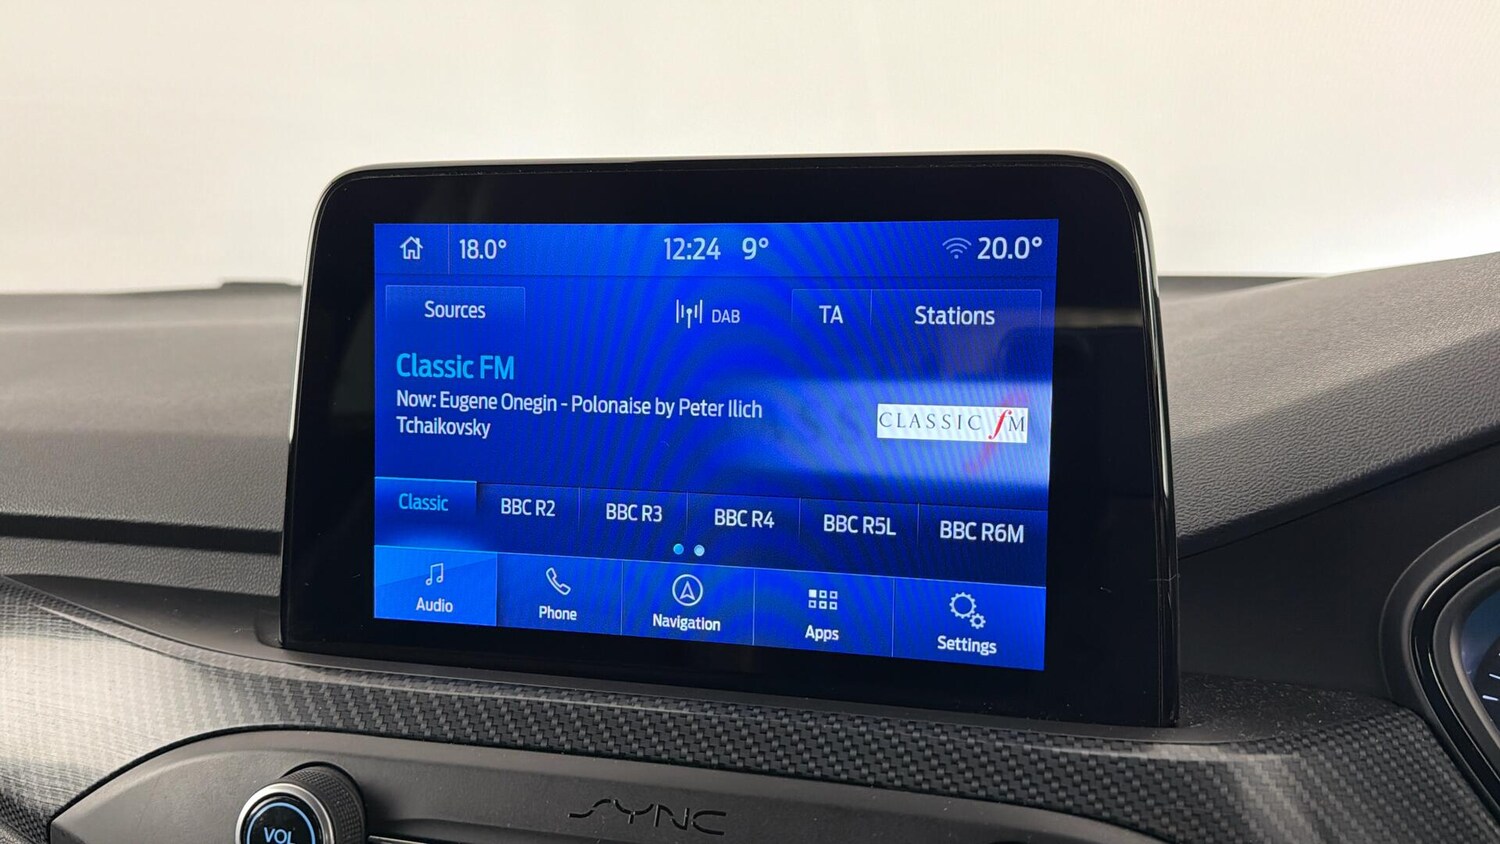 18.0° 12:24 9° 20.0°
Sources DAB TA Stations
Classic FM
Now: Eugene Onegin - Polonaise by Peter Ilich
Tchaikovsky
CLASSIC fM
Classic BBC R2 BBC R3 BBC R4 BBC R5L BBC R6M
Audio Phone Navigation Apps Settings
SYNC
VOL